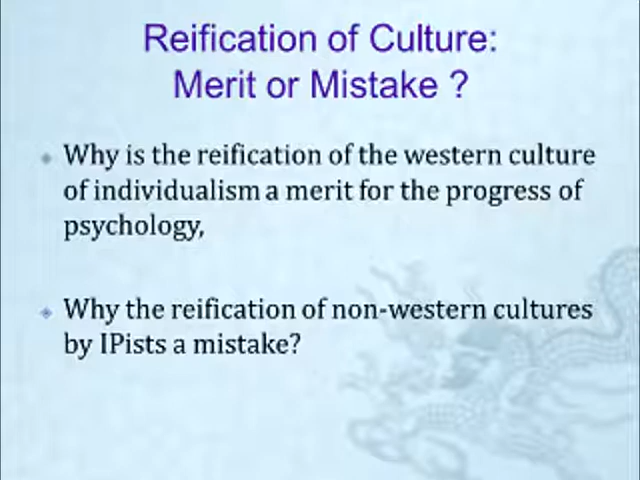 Reification of Culture:
Merit or Mistake ?
Why is the reification of the western culture
of individualism a merit for the progress of
psychology,
Why the reification of non-western cultures
by IPists a mistake?